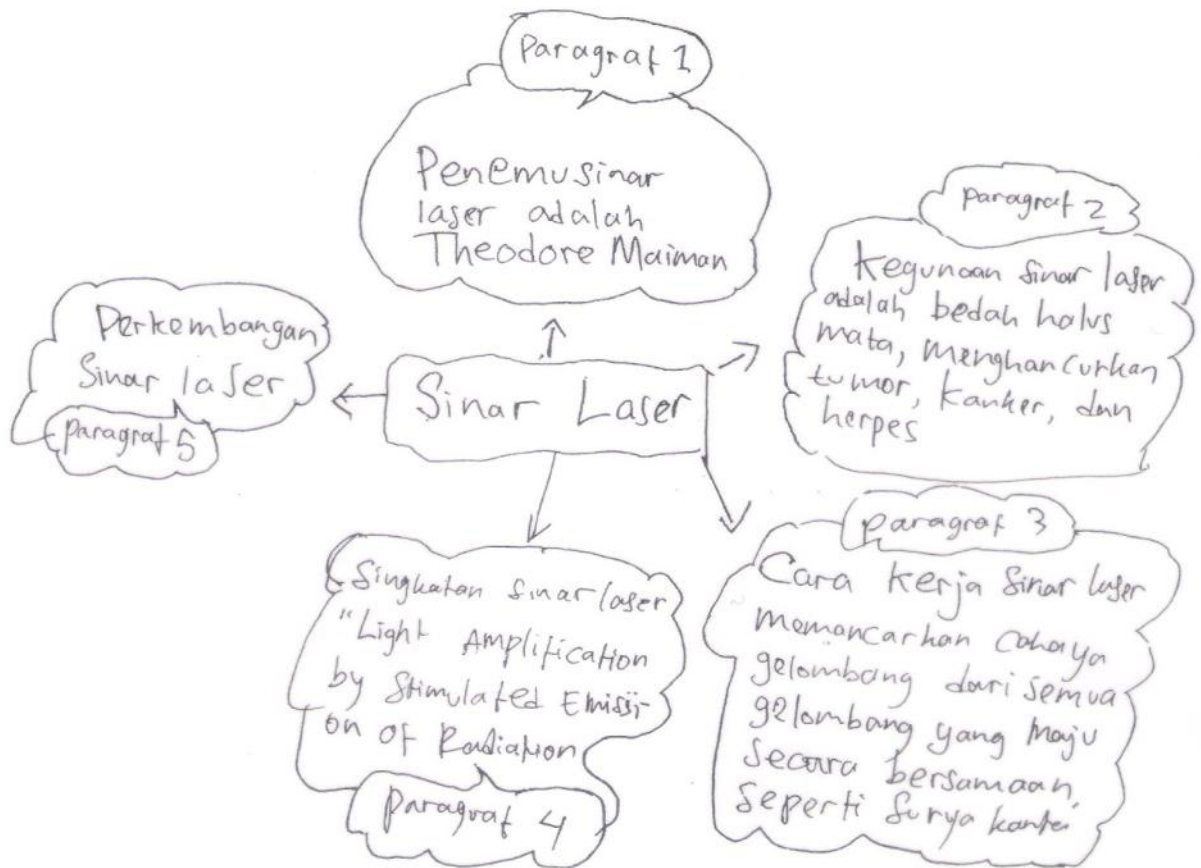 Paragraf 1
Penemu sinar
laser adalah
Theodore Maiman
paragraf 2
Kegunaan sinar laser
adalah bedah halus
mata, menghancurkan
tumor, kanker, dan
herpes
Sinar Laser
Perkembangan
Sinar laser
paragraf 5
paragraf 3
Cara kerja sinar laser
memancarkan cahaya
gelombang dari semua
gelombang yang maju
secara bersamaan,
seperti surya
Singkatan sinar laser
"Light Amplification
by Stimulated Emissi-
on of Radiation
paragraf 4